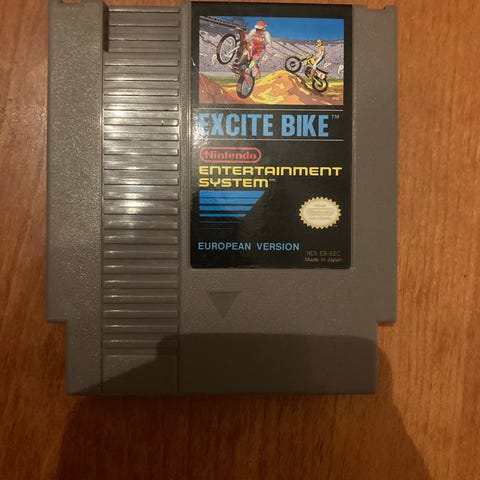 EXCITE BIKE™
Nintendo
ENTERTAINMENT
SYSTEM™
EUROPEAN VERSION
NES-EB-EEC
Made in Japan